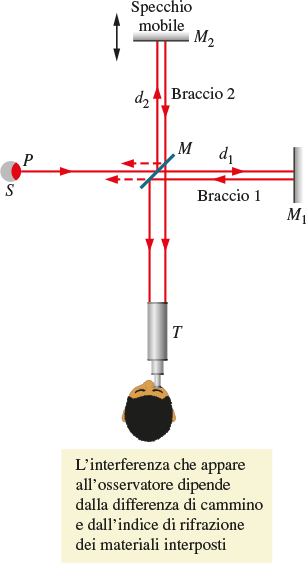 Specchio
mobile
M2
d2
Braccio 2
M
P
d1
S
Braccio 1
M1
T
L'interferenza che appare
all'osservatore dipende
dalla differenza di cammino
e dall'indice di rifrazione
dei materiali interposti